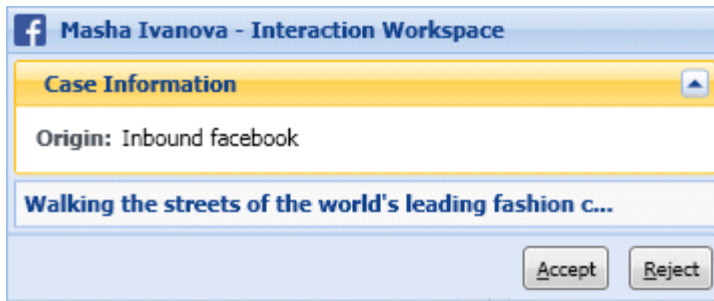 Masha Ivanova - Interaction Workspace
Case Information
Origin: Inbound facebook
Walking the streets of the world's leading fashion c...
Accept Reject